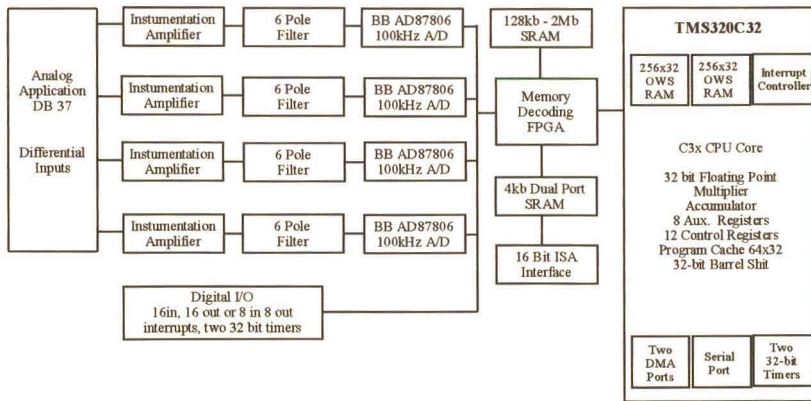 Analog
Application
DB 37
Differential
Inputs
Instumentation
Amplifier
6 Pole
Filter
BB AD87806
100kHz A/D
Instumentation
Amplifier
6 Pole
Filter
BB AD87806
100kHz A/D
Instumentation
Amplifier
6 Pole
Filter
BB AD87806
100kHz A/D
Instumentation
Amplifier
6 Pole
Filter
BB AD87806
100kHz A/D
Digital I/O
16in, 16 out or 8 in 8 out
interrupts, two 32 bit timers
128kb - 2Mb
SRAM
Memory
Decoding
FPGA
4kb Dual Port
SRAM
16 Bit ISA
Interface
TMS320C32
256x32
OWS
RAM
256x32
OWS
RAM
Interrupt
Controller
C3x CPU Core
32 bit Floating Point
Multiplier
Accumulator
8 Aux. Registers
12 Control Registers
Program Cache 64x32
32-bit Barrel Shit
Two
DMA
Ports
Serial
Port
Two
32-bit
Timers